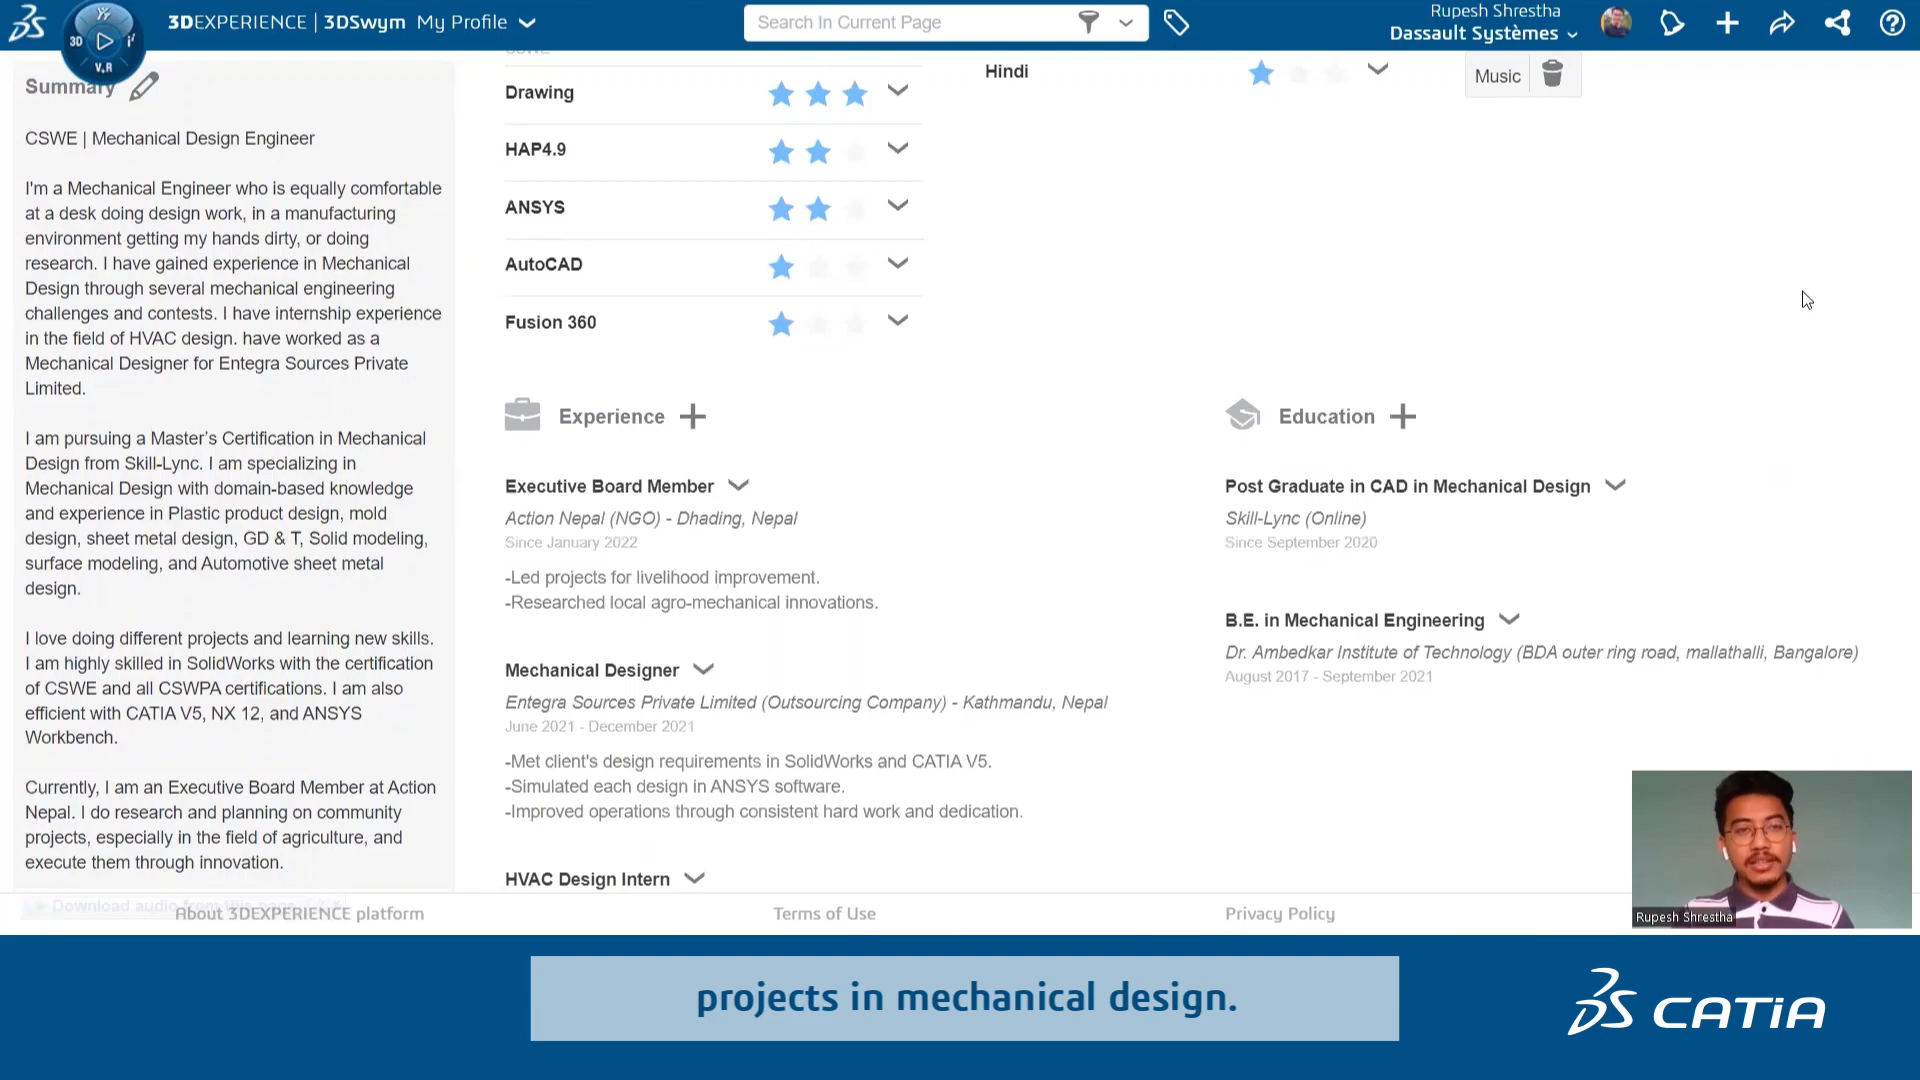 3DEXPERIENCE | 3DSwym My Profile
Search In Current Page
Rupesh Shrestha
Dassault Systèmes
3D
V.R
Summary
CSWE | Mechanical Design Engineer
I'm a Mechanical Engineer who is equally comfortable
at a desk doing design work, in a manufacturing
environment getting my hands dirty, or doing
research. I have gained experience in Mechanical
Design through several mechanical engineering
challenges and contests. I have internship experience
in the field of HVAC design. have worked as a
Mechanical Designer for Entegra Sources Private
Limited.
I am pursuing a Master’s Certification in Mechanical
Design from Skill-Lync. I am specializing in
Mechanical Design with domain-based knowledge
and experience in Plastic product design, mold
design, sheet metal design, GD & T, Solid modeling,
surface modeling, and Automotive sheet metal
design.
I love doing different projects and learning new skills.
I am highly skilled in SolidWorks with the certification
of CSWE and all CSWPA certifications. I am also
efficient with CATIA V5, NX 12, and ANSYS
Workbench.
Currently, I am an Executive Board Member at Action
Nepal. I do research and planning on community
projects, especially in the field of agriculture, and
execute them through innovation.
CSWE
Drawing
HAP4.9
ANSYS
AutoCAD
Fusion 360
Hindi
Music
Experience
Executive Board Member
Action Nepal (NGO) - Dhading, Nepal
Since January 2022
-Led projects for livelihood improvement.
-Researched local agro-mechanical innovations.
Mechanical Designer
Entegra Sources Private Limited (Outsourcing Company) - Kathmandu, Nepal
June 2021 - December 2021
-Met client's design requirements in SolidWorks and CATIA V5.
-Simulated each design in ANSYS software.
-Improved operations through consistent hard work and dedication.
HVAC Design Intern
Education
Post Graduate in CAD in Mechanical Design
Skill-Lync (Online)
Since September 2020
B.E. in Mechanical Engineering
Dr. Ambedkar Institute of Technology (BDA outer ring road, mallathalli, Bangalore)
August 2017 - September 2021
Rupesh Shrestha
Download audio from this page
About 3DEXPERIENCE platform
Terms of Use
Privacy Policy
projects in mechanical design.
CATIA